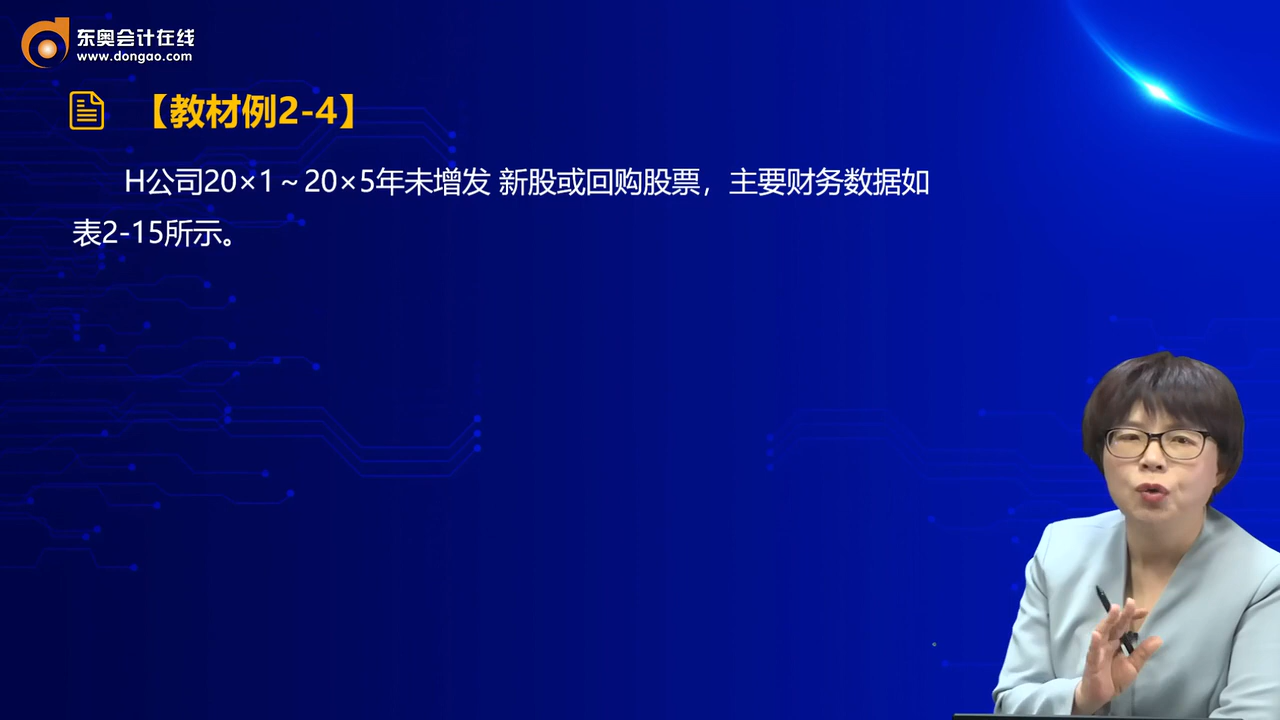 东奥会计在线
www.dongao.com
【教材例2-4】
H公司20×1～20×5年未增发 新股或回购股票，主要财务数据如
表2-15所示。